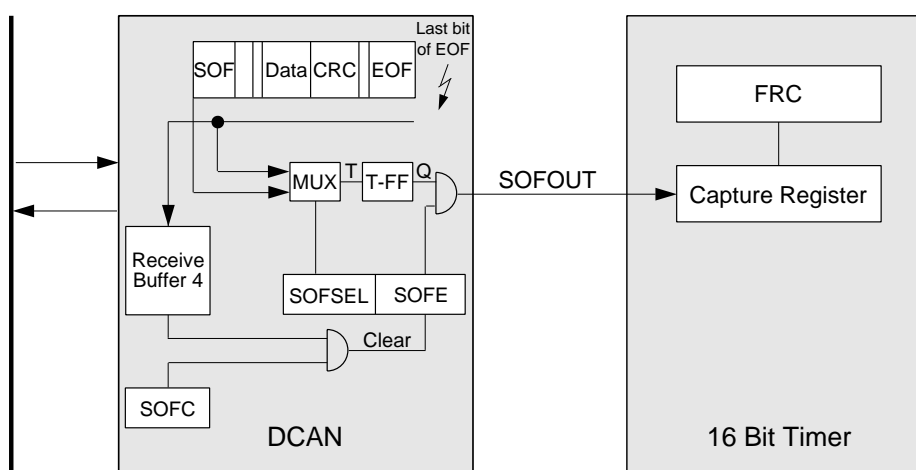 Last bit
of EOF
SOF Data CRC EOF
FRC
MUX T T-FF Q
SOFOUT
Capture Register
Receive
Buffer 4
SOFSEL SOFE
Clear
SOFC
DCAN
16 Bit Timer